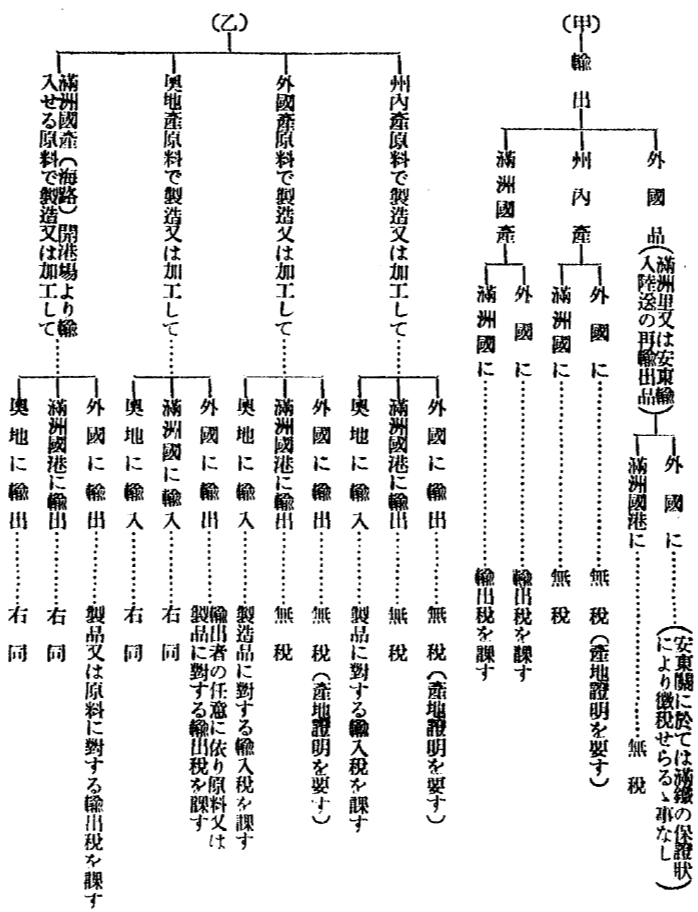 (甲)
輸出
外國品(滿洲里又は安東輸
入陸送の再輸出品)
外國に……(安東關に於ては滿鐵の保證狀
により徵稅せらるゝ事なし)
滿洲國港に……無稅
州內產
外國に……無稅(產地證明を要す)
滿洲國に……無稅
滿洲國產
外國に……輸出稅を課す
滿洲國に……輸出稅を課す
(乙)
州內產原料で製造又は加工して……
外國に輸出……無稅(產地證明を要す)
滿洲國港に輸出……無稅
奧地に輸入……製品に對する輸入稅を課す
外國產原料で製造又は加工して……
外國に輸出……無稅(產地證明を要す)
滿洲國港に輸出……無稅
奧地に輸入……製造品に對する輸入稅を課す
奧地產原料で製造又は加工して……
外國に輸出……輸出者の任意に依り原料又は
製品に對する輸出稅を課す
滿洲國に輸入……右同
奧地に輸入……右同
滿洲國產(海路)開港場より輸
入せる原料で製造又は加工して……
外國に輸出……製品又は原料に對する輸出稅を課す
滿洲國港に輸出……右同
奧地に輸出……右同